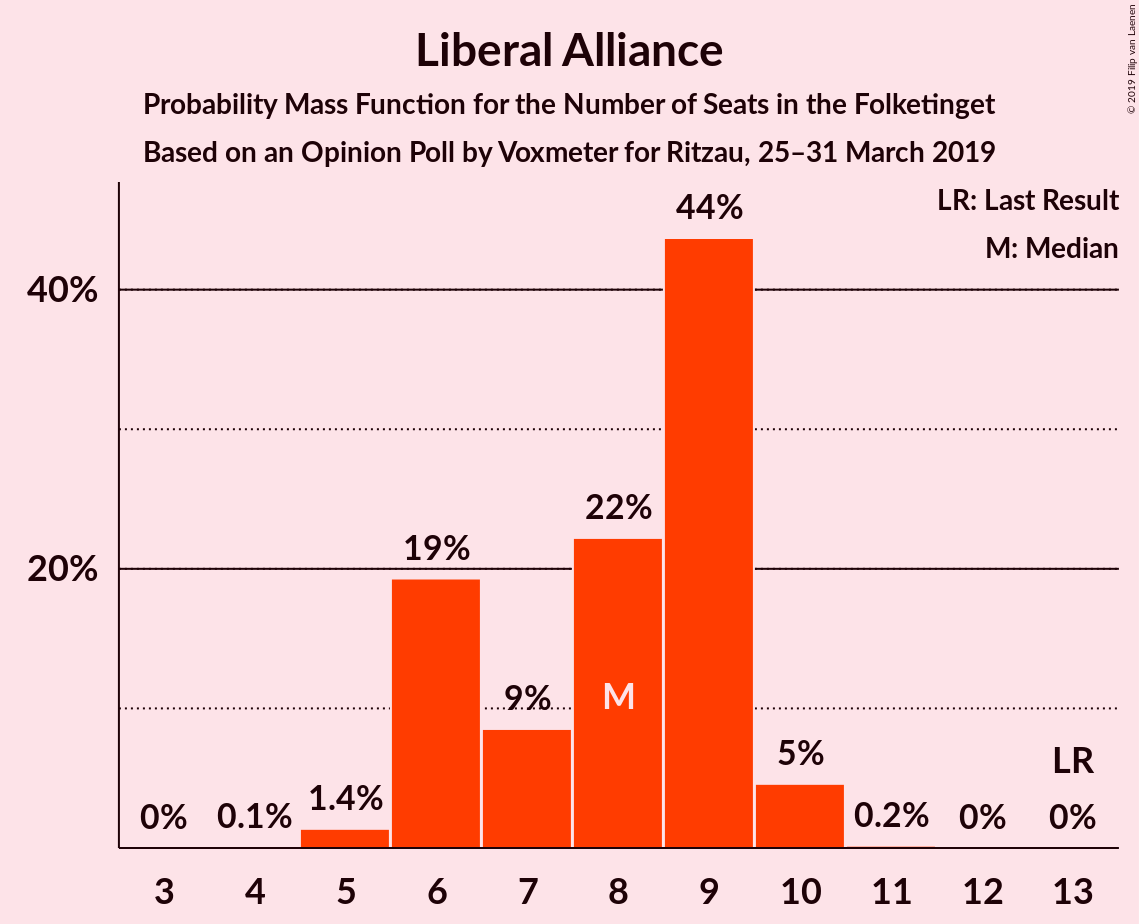 Liberal Alliance
Probability Mass Function for the Number of Seats in the Folketinget
Based on an Opinion Poll by Voxmeter for Ritzau, 25–31 March 2019
© 2019 Filip van Laenen
LR: Last Result
M: Median
40%
20%
0%
0.1%
1.4%
19%
9%
22%
M
44%
5%
0.2%
0%
LR
0%
3 4 5 6 7 8 9 10 11 12 13